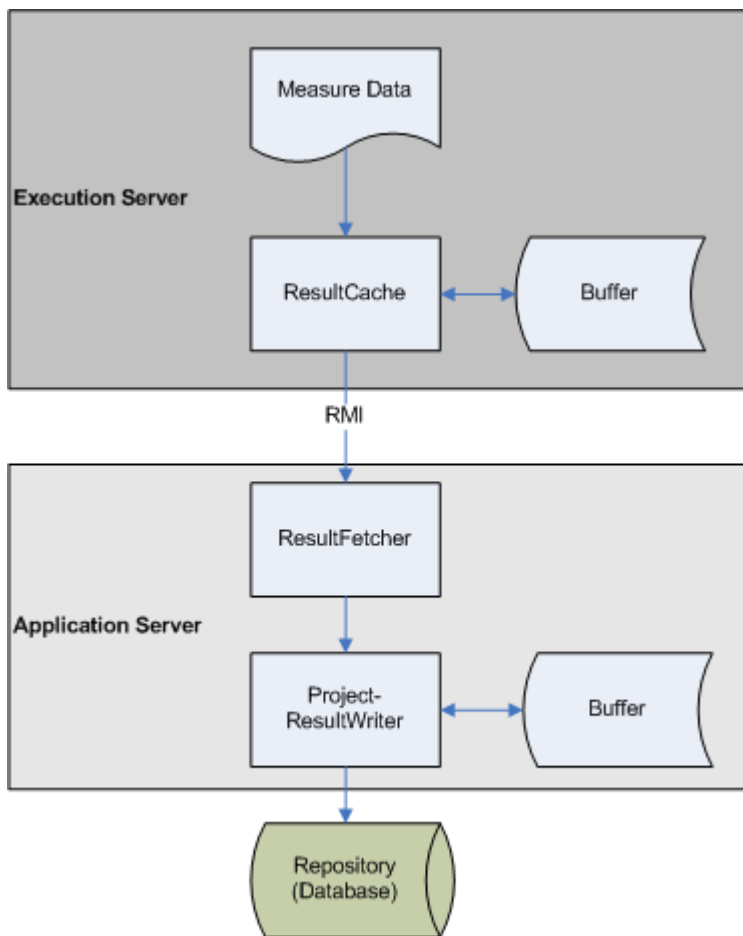 Measure Data
Execution Server
ResultCache
Buffer
RMI
ResultFetcher
Application Server
Project-
ResultWriter
Buffer
Repository
(Database)